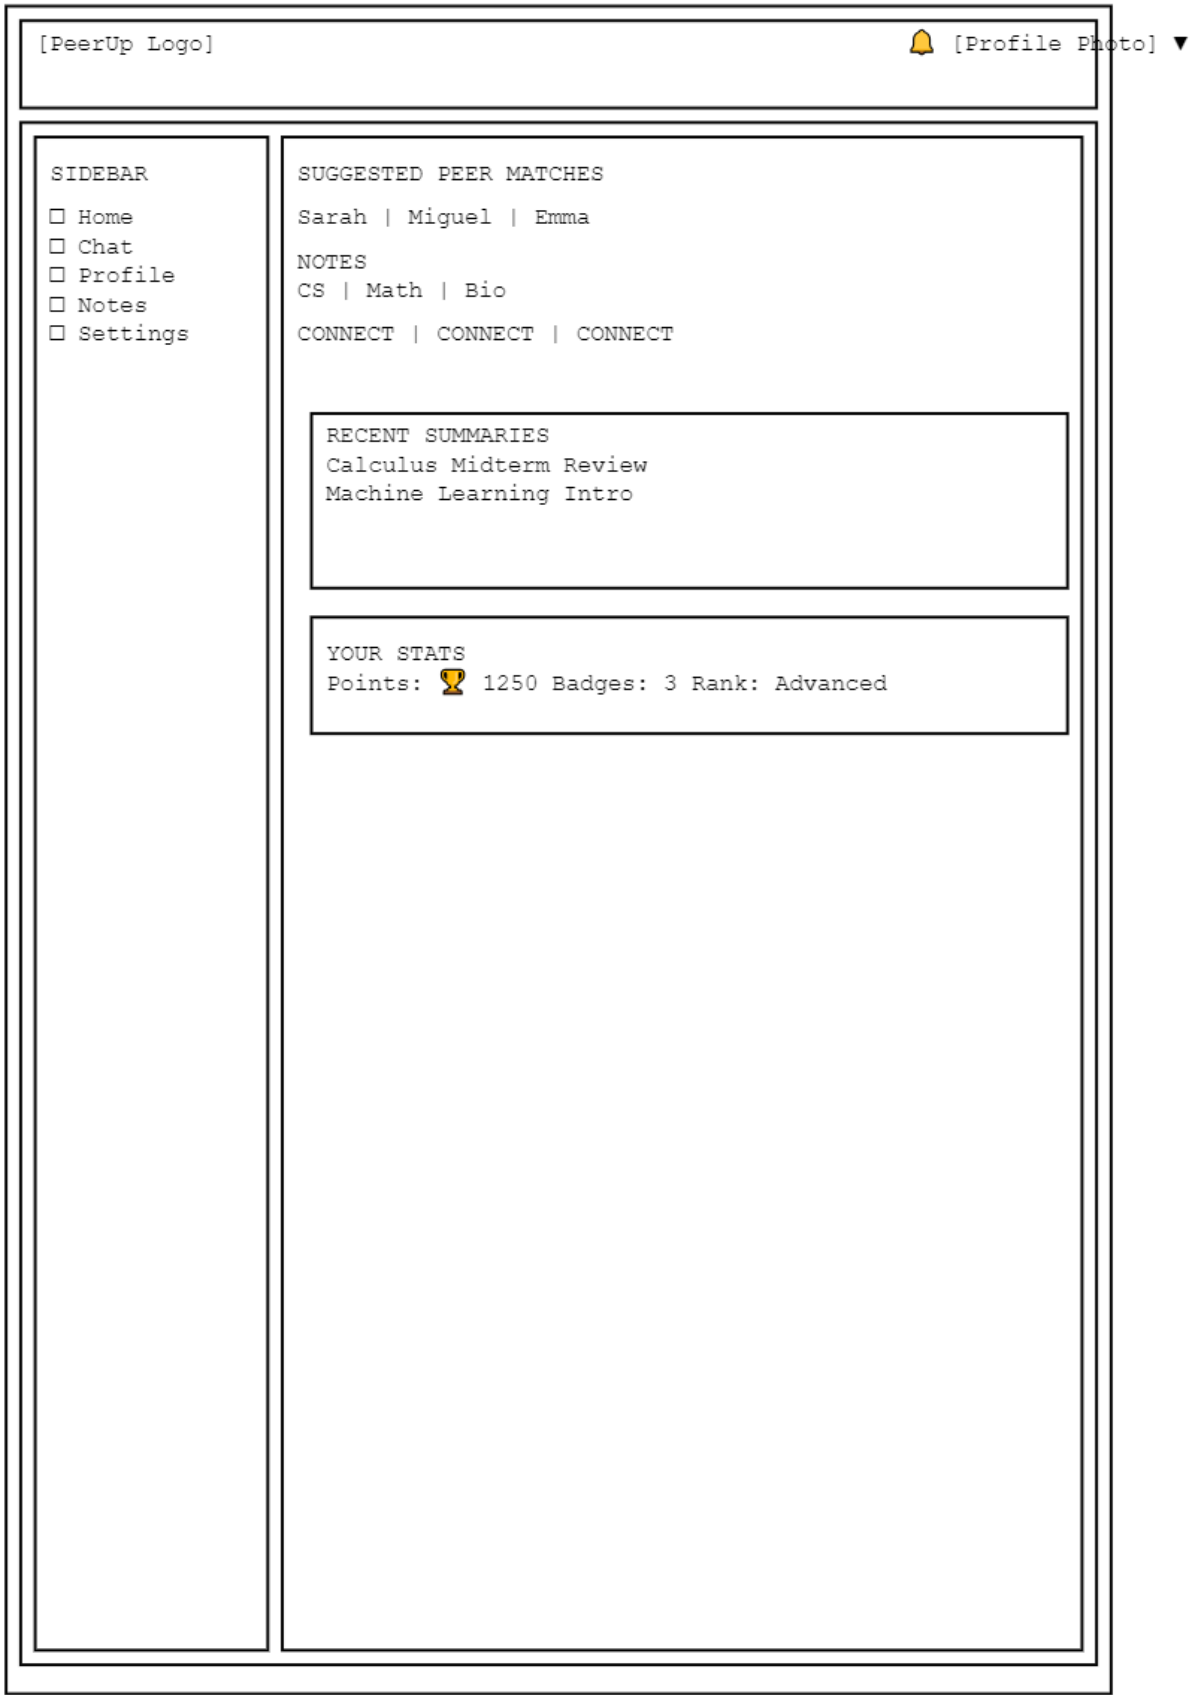 [PeerUp Logo] 🔔 [Profile Photo] ▼
SIDEBAR
☐ Home
☐ Chat
☐ Profile
☐ Notes
☐ Settings
SUGGESTED PEER MATCHES
Sarah | Miguel | Emma
NOTES
CS | Math | Bio
CONNECT | CONNECT | CONNECT
RECENT SUMMARIES
Calculus Midterm Review
Machine Learning Intro
YOUR STATS
Points: 🏆 1250 Badges: 3 Rank: Advanced